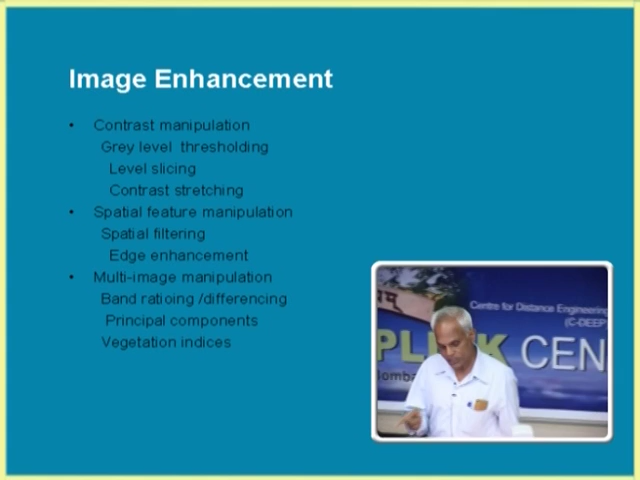 Image Enhancement
• Contrast manipulation
Grey level thresholding
Level slicing
Contrast stretching
• Spatial feature manipulation
Spatial filtering
Edge enhancement
• Multi-image manipulation
Band ratioing /differencing
Principal components
Vegetation indices
Centre for Distance Engineering
(C-DEEP
CEN